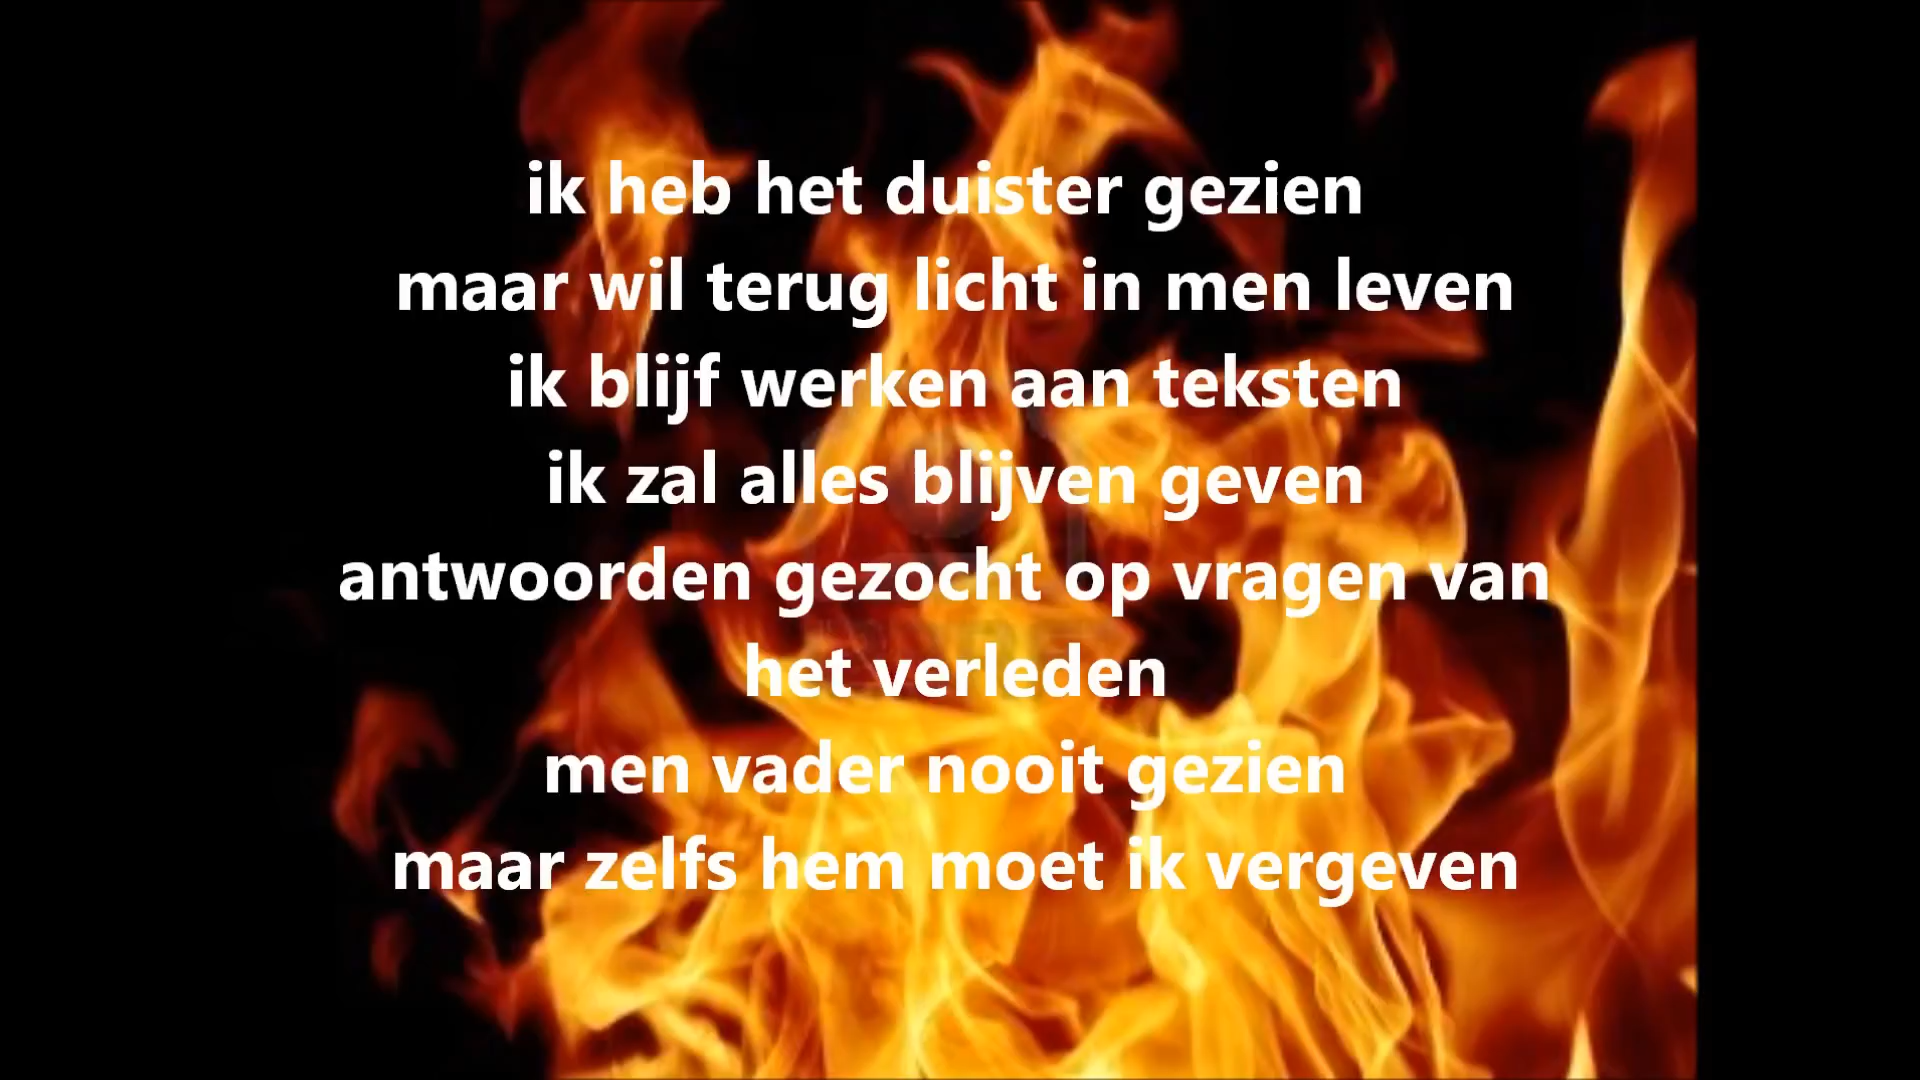 ik heb het duister gezien
maar wil terug licht in men leven
ik blijf werken aan teksten
ik zal alles blijven geven
antwoorden gezocht op vragen van
het verleden
men vader nooit gezien
maar zelfs hem moet ik vergeven